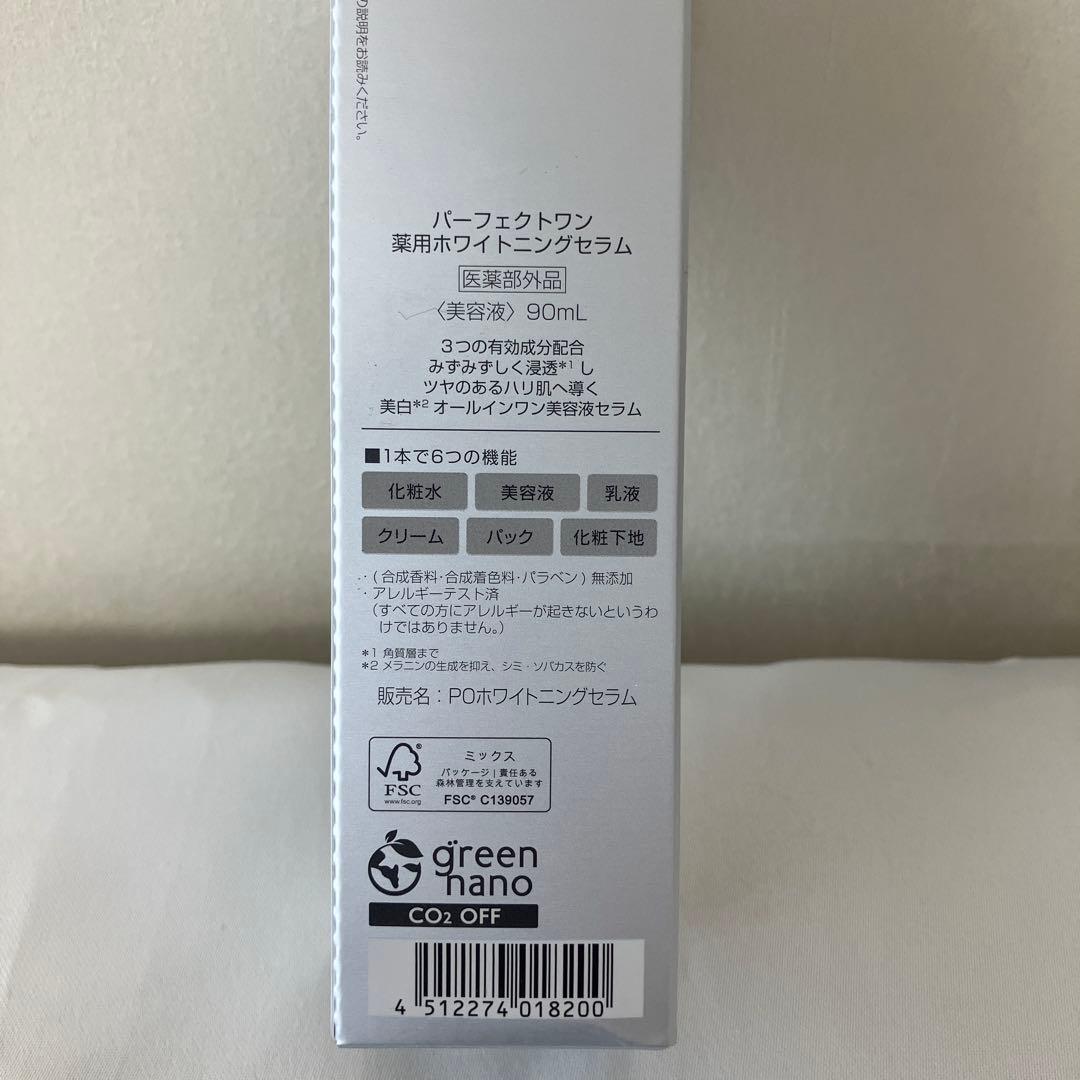 の説明をお読みください。
パーフェクトワン
薬用ホワイトニングセラム
医薬部外品
〈美容液〉90mL
3つの有効成分配合
みずみずしく浸透*1し
ツヤのあるハリ肌へ導く
美白*2オールインワン美容液セラム
■1本で6つの機能
化粧水 美容液 乳液
クリーム パック 化粧下地
・(合成香料・合成着色料・パラベン)無添加
・アレルギーテスト済
(すべての方にアレルギーが起きないというわ
けではありません。)
*1 角質層まで
*2 メラニンの生成を抑え、シミ・ソバカスを防ぐ
販売名：POホワイトニングセラム
FSC®
www.fsc.org
ミックス
パッケージ|責任ある
森林管理を支えています
FSC® C139057
green
nano
CO2 OFF
4 512274 018200